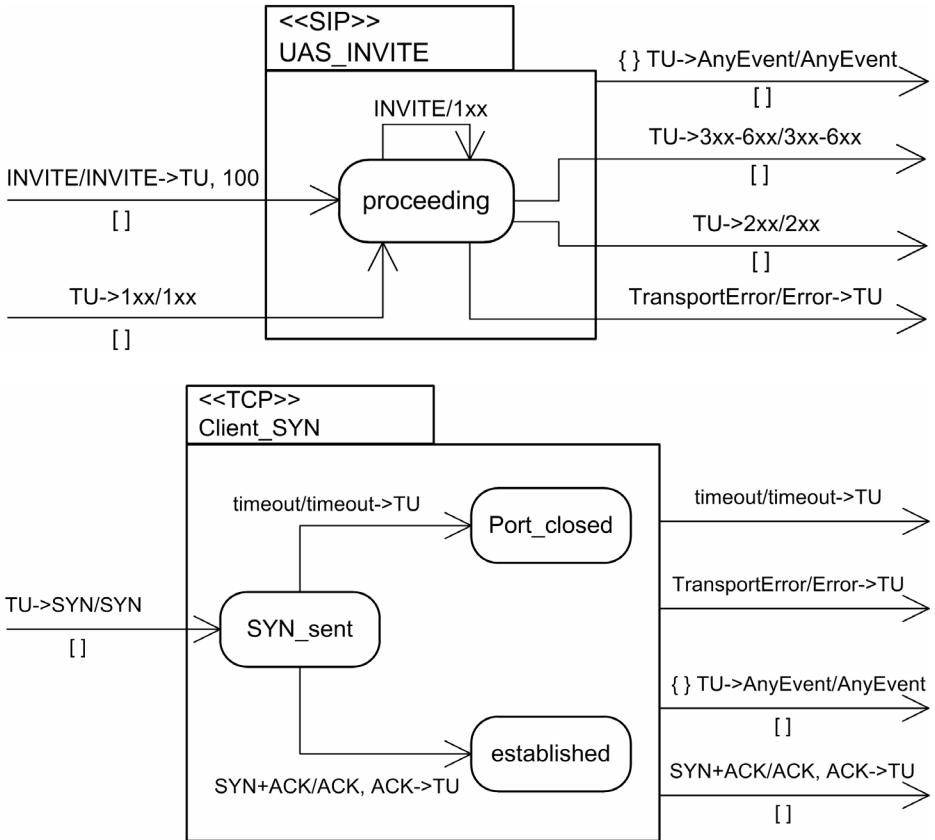 <<SIP>>
UAS_INVITE
{ } TU->AnyEvent/AnyEvent
[ ]
INVITE/1xx
TU->3xx-6xx/3xx-6xx
[ ]
INVITE/INVITE->TU, 100
[ ]
proceeding
TU->2xx/2xx
[ ]
TU->1xx/1xx
[ ]
TransportError/Error->TU
<<TCP>>
Client_SYN
timeout/timeout->TU
Port_closed
timeout/timeout->TU
TransportError/Error->TU
TU->SYN/SYN
[ ]
SYN_sent
{ } TU->AnyEvent/AnyEvent
[ ]
established
SYN+ACK/ACK, ACK->TU
SYN+ACK/ACK, ACK->TU
[ ]